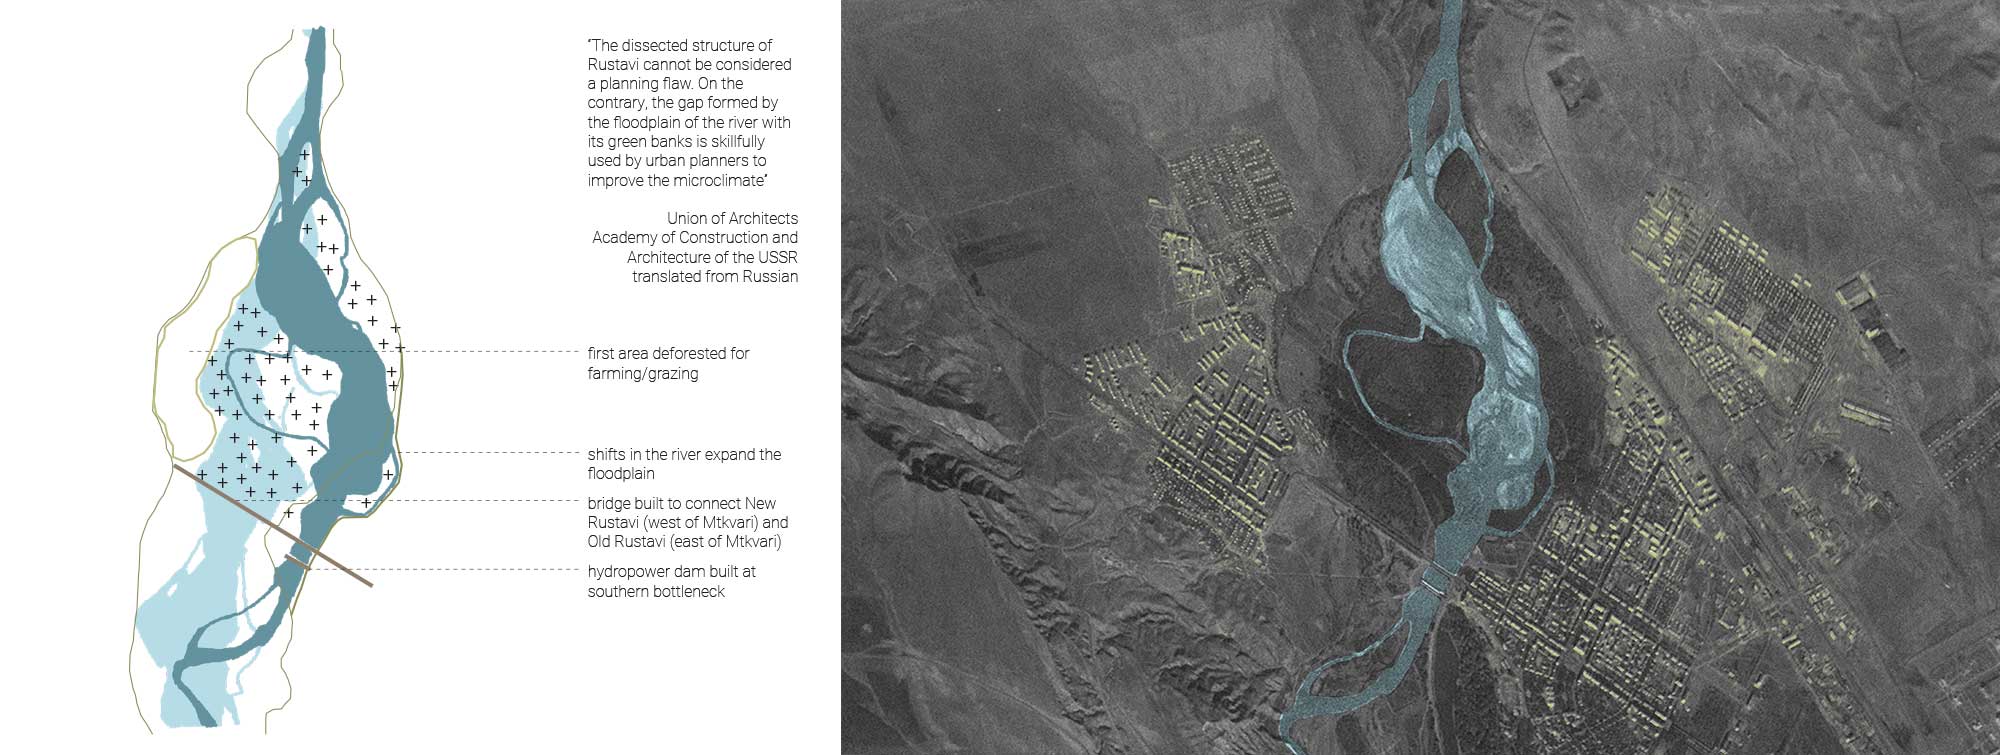 “The dissected structure of
Rustavi cannot be considered
a planning flaw. On the
contrary, the gap formed by
the floodplain of the river with
its green banks is skillfully
used by urban planners to
improve the microclimate”
Union of Architects
Academy of Construction and
Architecture of the USSR
translated from Russian
first area deforested for
farming/grazing
shifts in the river expand the
floodplain
bridge built to connect New
Rustavi (west of Mtkvari) and
Old Rustavi (east of Mtkvari)
hydropower dam built at
southern bottleneck